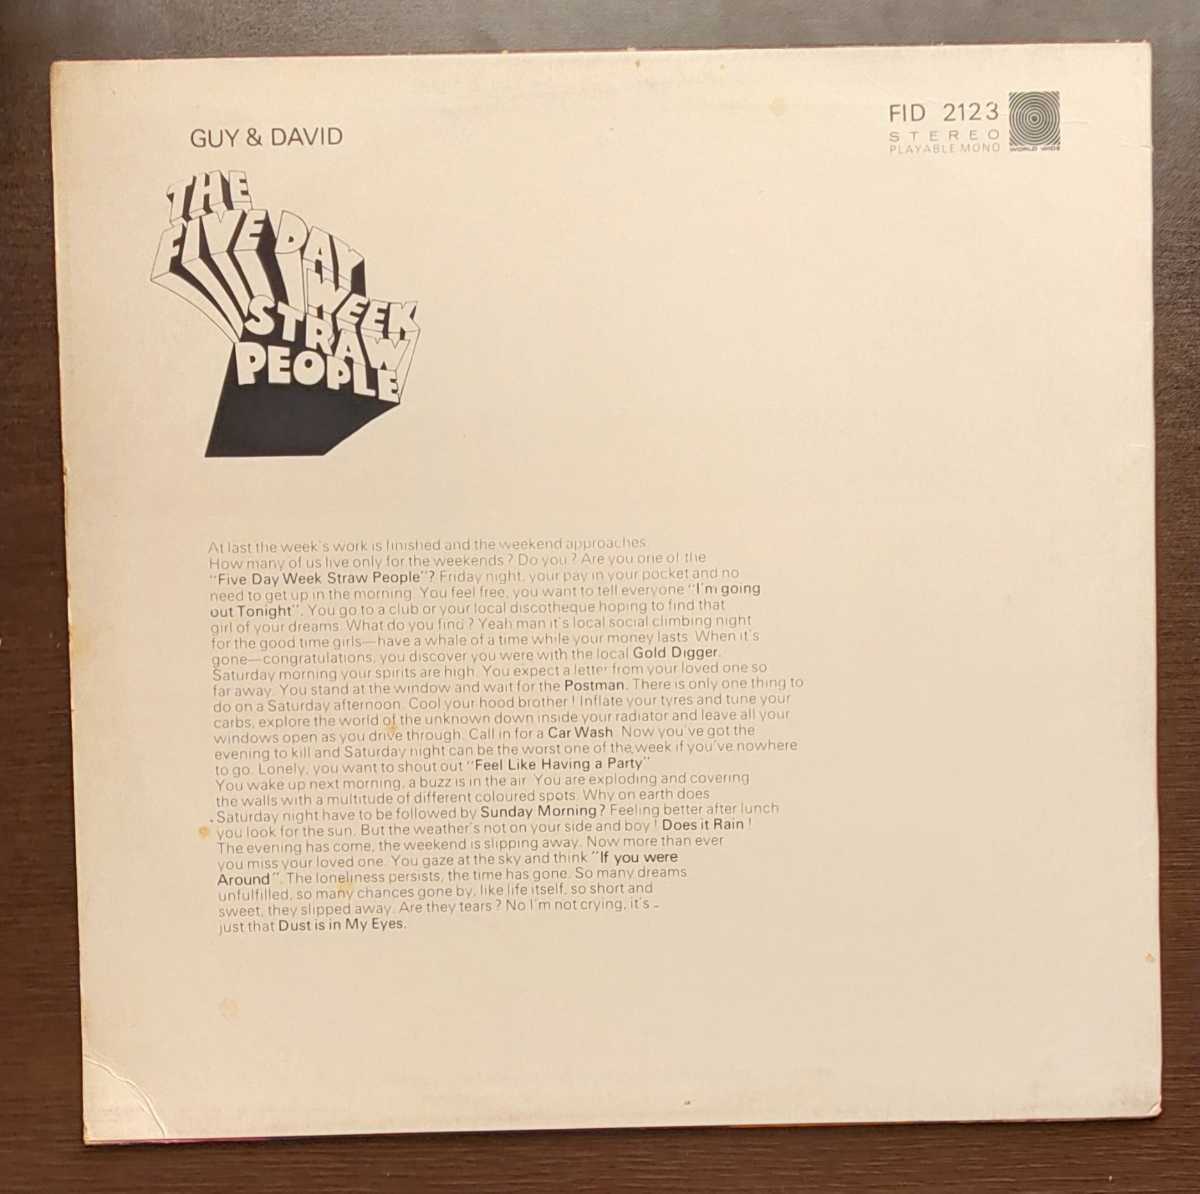 GUY & DAVID
FID 2123
STEREO
PLAYABLE MONO
WORLD WIDE
THE
FIVE DAY
WEEK
STRAW
PEOPLE
At last the week's work is finished and the weekend approaches.
How many of us live only for the weekends? Do you? Are you one of the
"Five Day Week Straw People"? Friday night, your pay in your pocket and no
need to get up in the morning. You feel free, you want to tell everyone "I'm going
out Tonight". You go to a club or your local discotheque hoping to find that
girl of your dreams. What do you find? Yeah man it's local social climbing night
for the good time girls—have a whale of a time while your money lasts. When it's
gone—congratulations, you discover you were with the local Gold Digger.
Saturday morning your spirits are high. You expect a letter from your loved one so
far away. You stand at the window and wait for the Postman. There is only one thing to
do on a Saturday afternoon. Cool your hood brother! Inflate your tyres and tune your
carbs, explore the world of the unknown down inside your radiator and leave all your
windows open as you drive through. Call in for a Car Wash. Now you've got the
evening to kill and Saturday night can be the worst one of the week if you've nowhere
to go. Lonely, you want to shout out "Feel Like Having a Party"
You wake up next morning, a buzz is in the air. You are exploding and covering
the walls with a multitude of different coloured spots. Why on earth does
Saturday night have to be followed by Sunday Morning? Feeling better after lunch
you look for the sun. But the weather's not on your side and boy! Does it Rain!
The evening has come, the weekend is slipping away. Now more than ever
you miss your loved one. You gaze at the sky and think "If you were
Around". The loneliness persists, the time has gone. So many dreams
unfulfilled, so many chances gone by, like life itself, so short and
sweet, they slipped away. Are they tears? No I'm not crying, it's
just that Dust is in My Eyes.